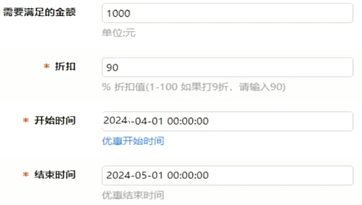 需要满足的金额 1000
单位:元
* 折扣 90
% 折扣值(1-100 如果打9折、请输入90)
* 开始时间 2024-04-01 00:00:00
优惠开始时间
* 结束时间 2024-05-01 00:00:00
优惠结束时间